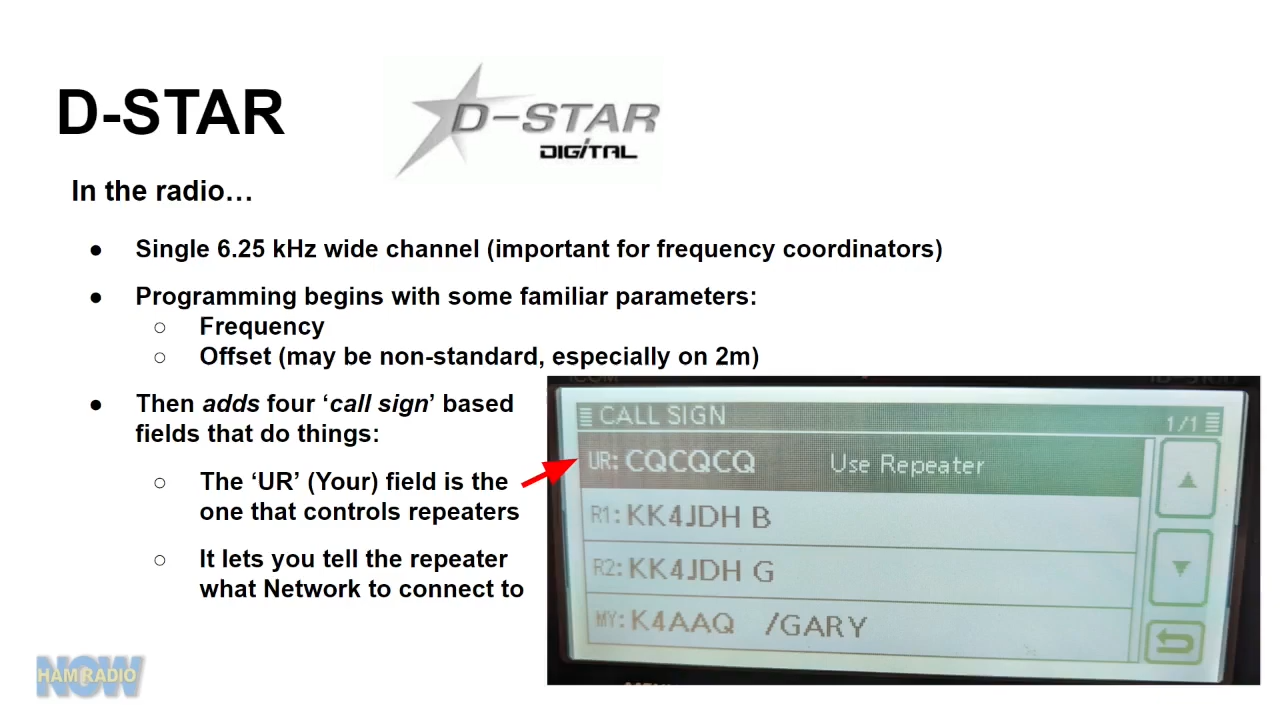 D-STAR
D-STAR
DIGITAL
In the radio…
● Single 6.25 kHz wide channel (important for frequency coordinators)
● Programming begins with some familiar parameters:
○ Frequency
○ Offset (may be non-standard, especially on 2m)
● Then adds four ‘call sign’ based
fields that do things:
○ The ‘UR’ (Your) field is the
one that controls repeaters
○ It lets you tell the repeater
what Network to connect to
CALL SIGN 1/1
UR: CQCQCQ Use Repeater
R1: KK4JDH B
R2: KK4JDH G
MY: K4AAQ /GARY
HAM RADIO
NOW